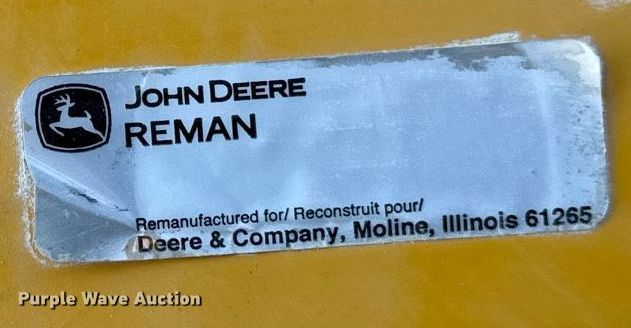 JOHN DEERE
REMAN
Remanufactured for/ Reconstruit pour/
Deere & Company, Moline, Illinois 61265
Purple Wave Auction